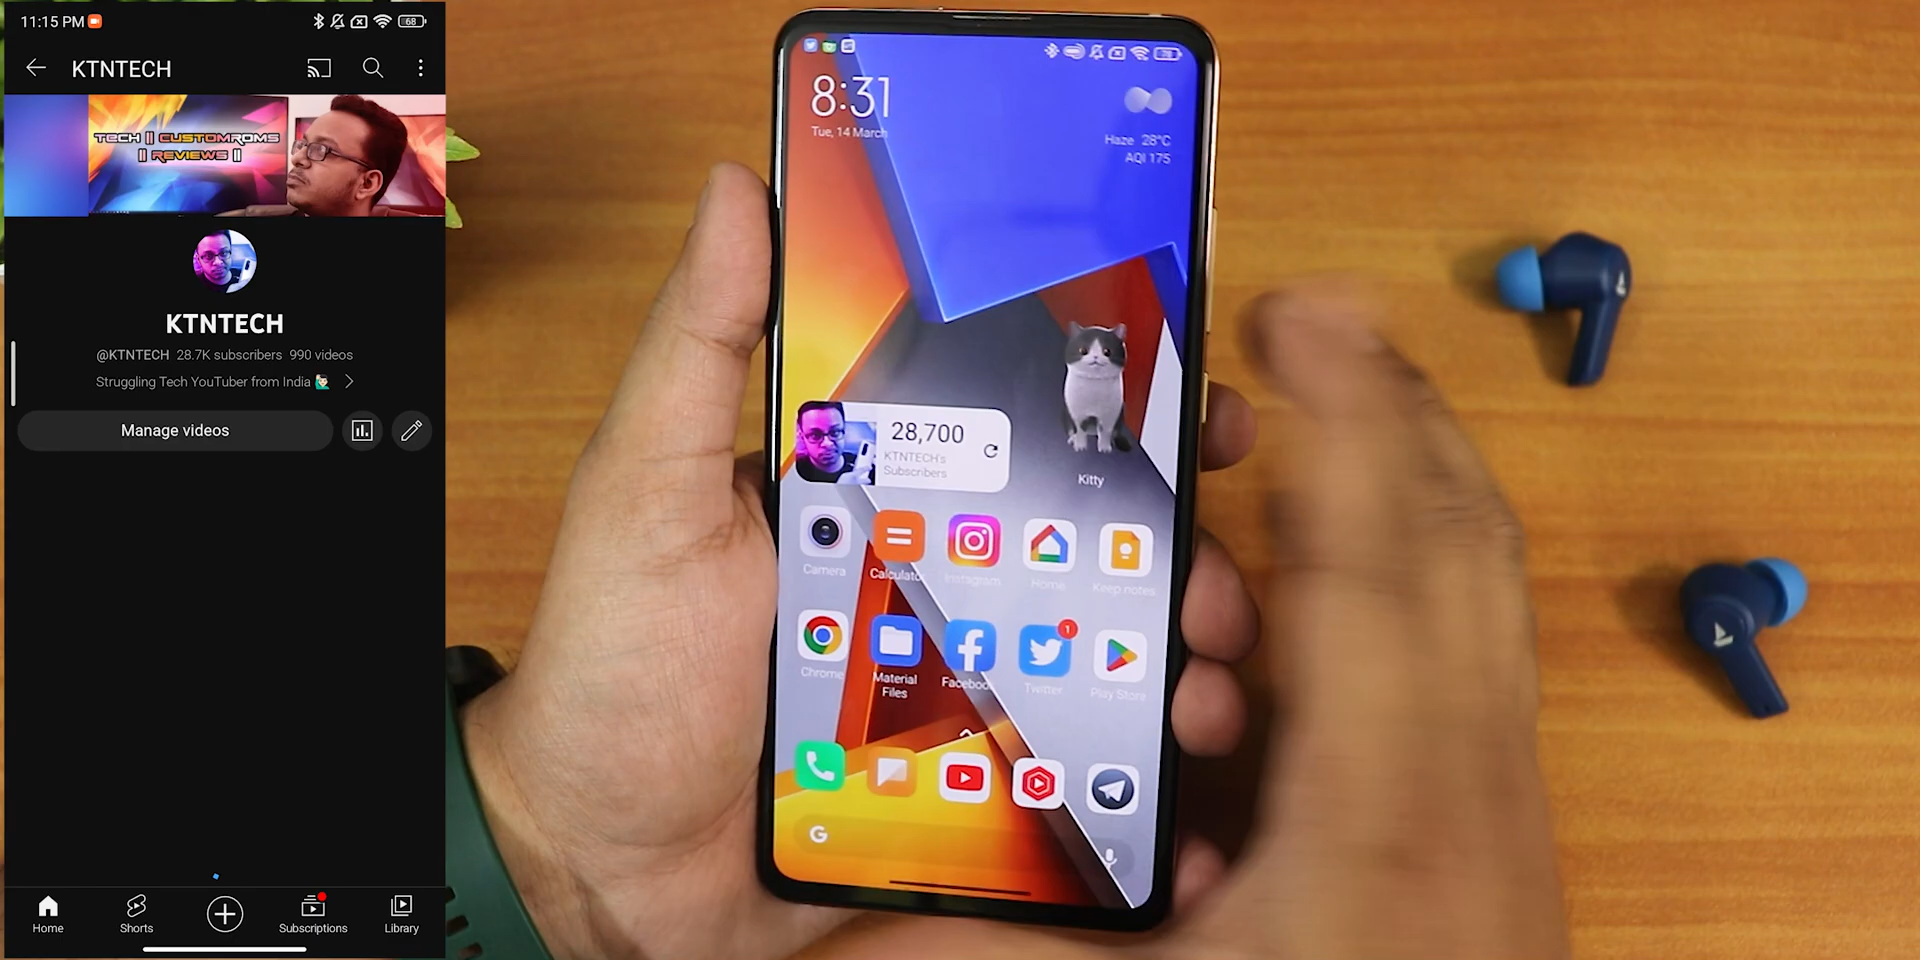 11:15 PM
68
KTNTECH
TECH || CUSTOMROMS
|| REVIEWS ||
KTNTECH
@KTNTECH 28.7K subscribers 990 videos
Struggling Tech YouTuber from India
Manage videos
Home
Shorts
Subscriptions
Library
8:31
Tue, 14 March
Haze 28°C
AQI 175
28,700
KTNTECH's
Subscribers
Kitty
Camera
Calculator
Instagram
Home
Keep notes
Chrome
Material
Files
Facebook
1
Twitter
Play Store
G